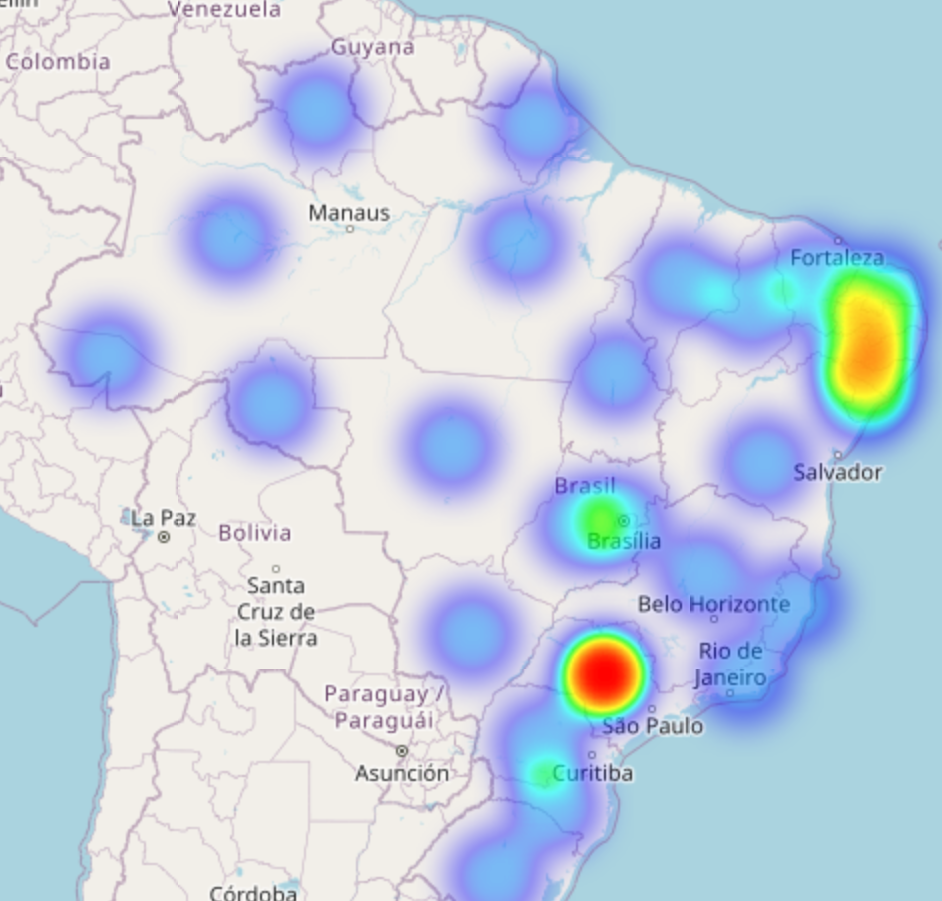 Venezuela
Guyana
Colombia
Manaus
Fortaleza
Salvador
Brasil
Brasília
La Paz
Bolivia
Santa
Cruz de
la Sierra
Belo Horizonte
Rio de
Janeiro
Paraguay /
Paraguái
São Paulo
Asunción
Curitiba
Córdoba